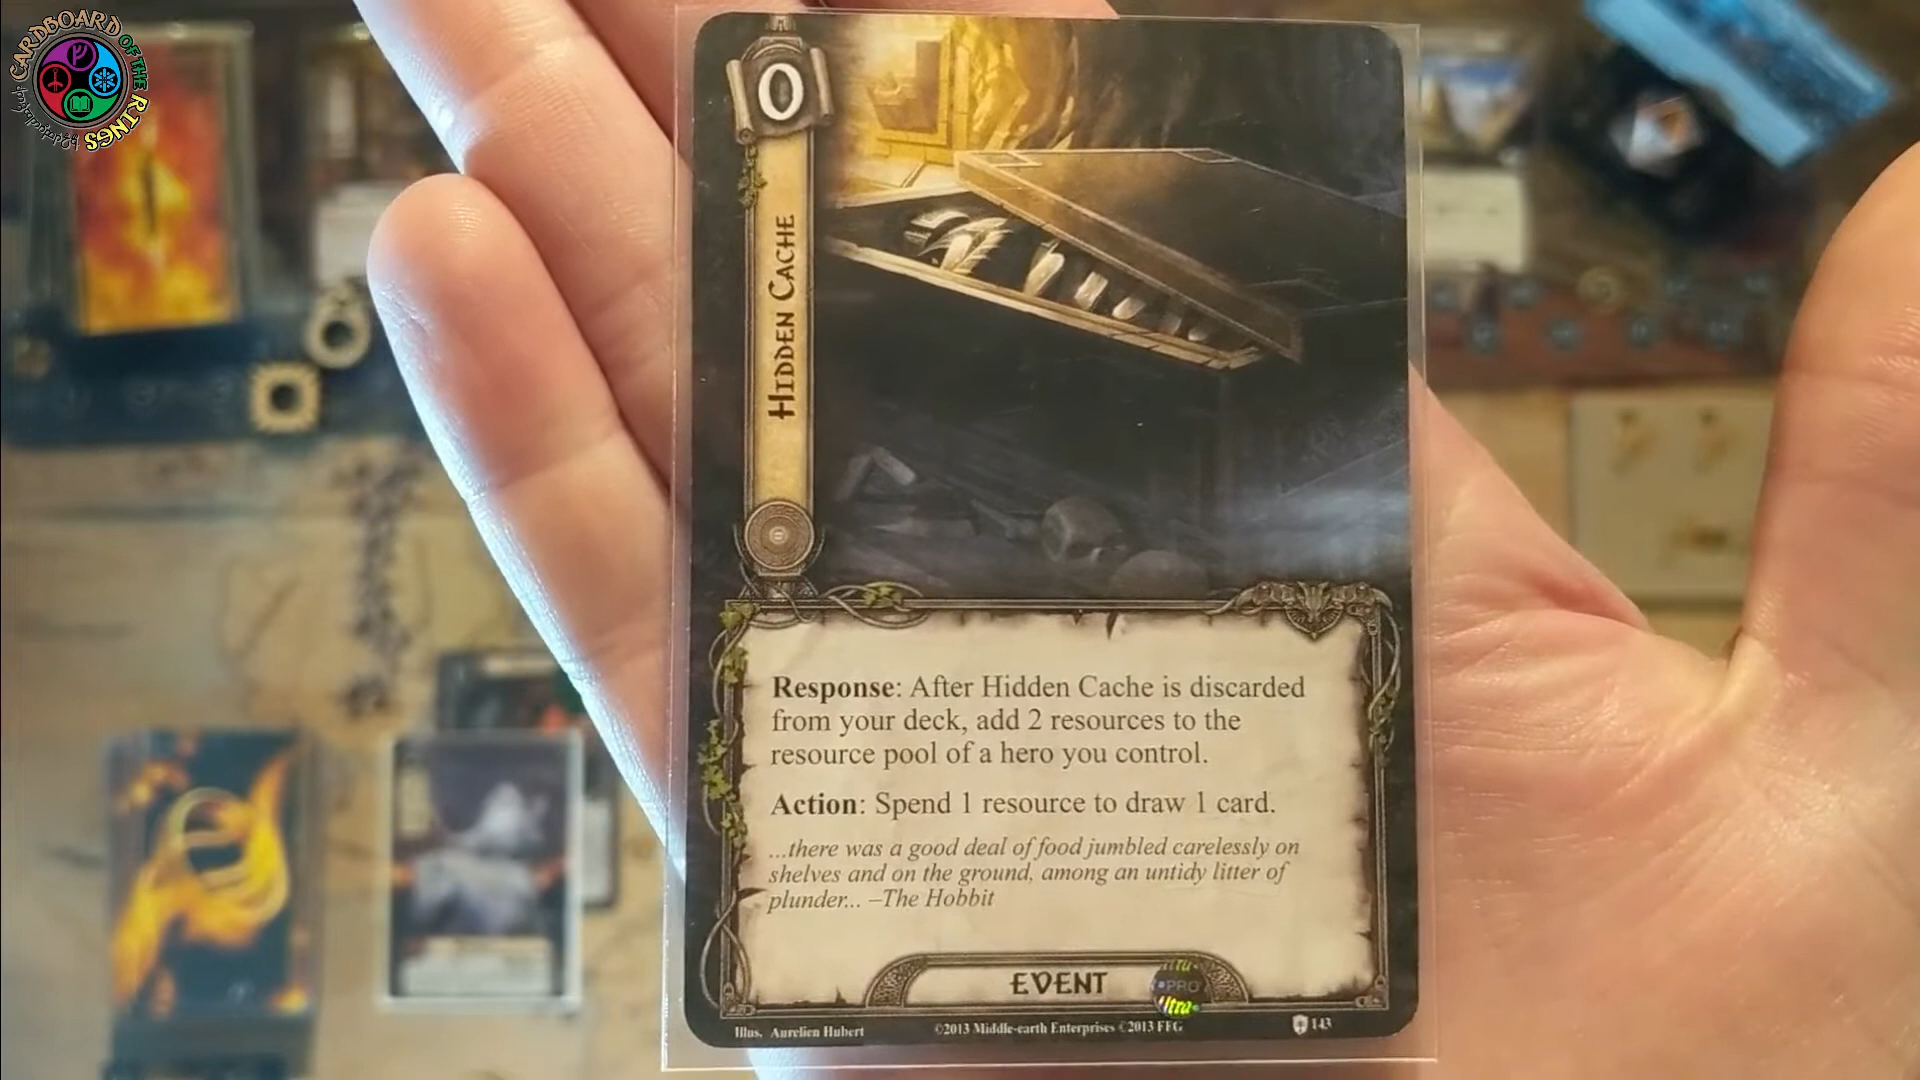 CARDBOARD OF THE RINGS
0
HIDDEN CACHE
Response: After Hidden Cache is discarded
from your deck, add 2 resources to the
resource pool of a hero you control.
Action: Spend 1 resource to draw 1 card.
...there was a good deal of food jumbled carelessly on
shelves and on the ground, among an untidy litter of
plunder... –The Hobbit
EVENT
PRO
Illus. Aurelien Hubert
©2013 Middle-earth Enterprises ©2013 FFG
143